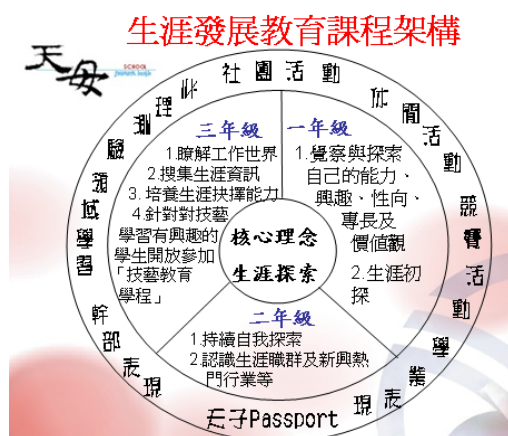 生涯發展教育課程架構
天母
SCHOOL
社團活動
休閒活動
競賽活動
學業表現
天子Passport
幹部表現
領域學習
心理測驗
三年級
1.瞭解工作世界
2.搜集生涯資訊
3. 培養生涯抉擇能力
4.針對對技藝
學習有興趣的
學生開放參加
「技藝教育
學程」
一年級
1.覺察與探索
自己的能力、
興趣、性向、
專長及
價值觀
2.生涯初
探
核心理念
生涯探索
二年級
1.持續自我探索
2.認識生涯職群及新興熱
門行業等